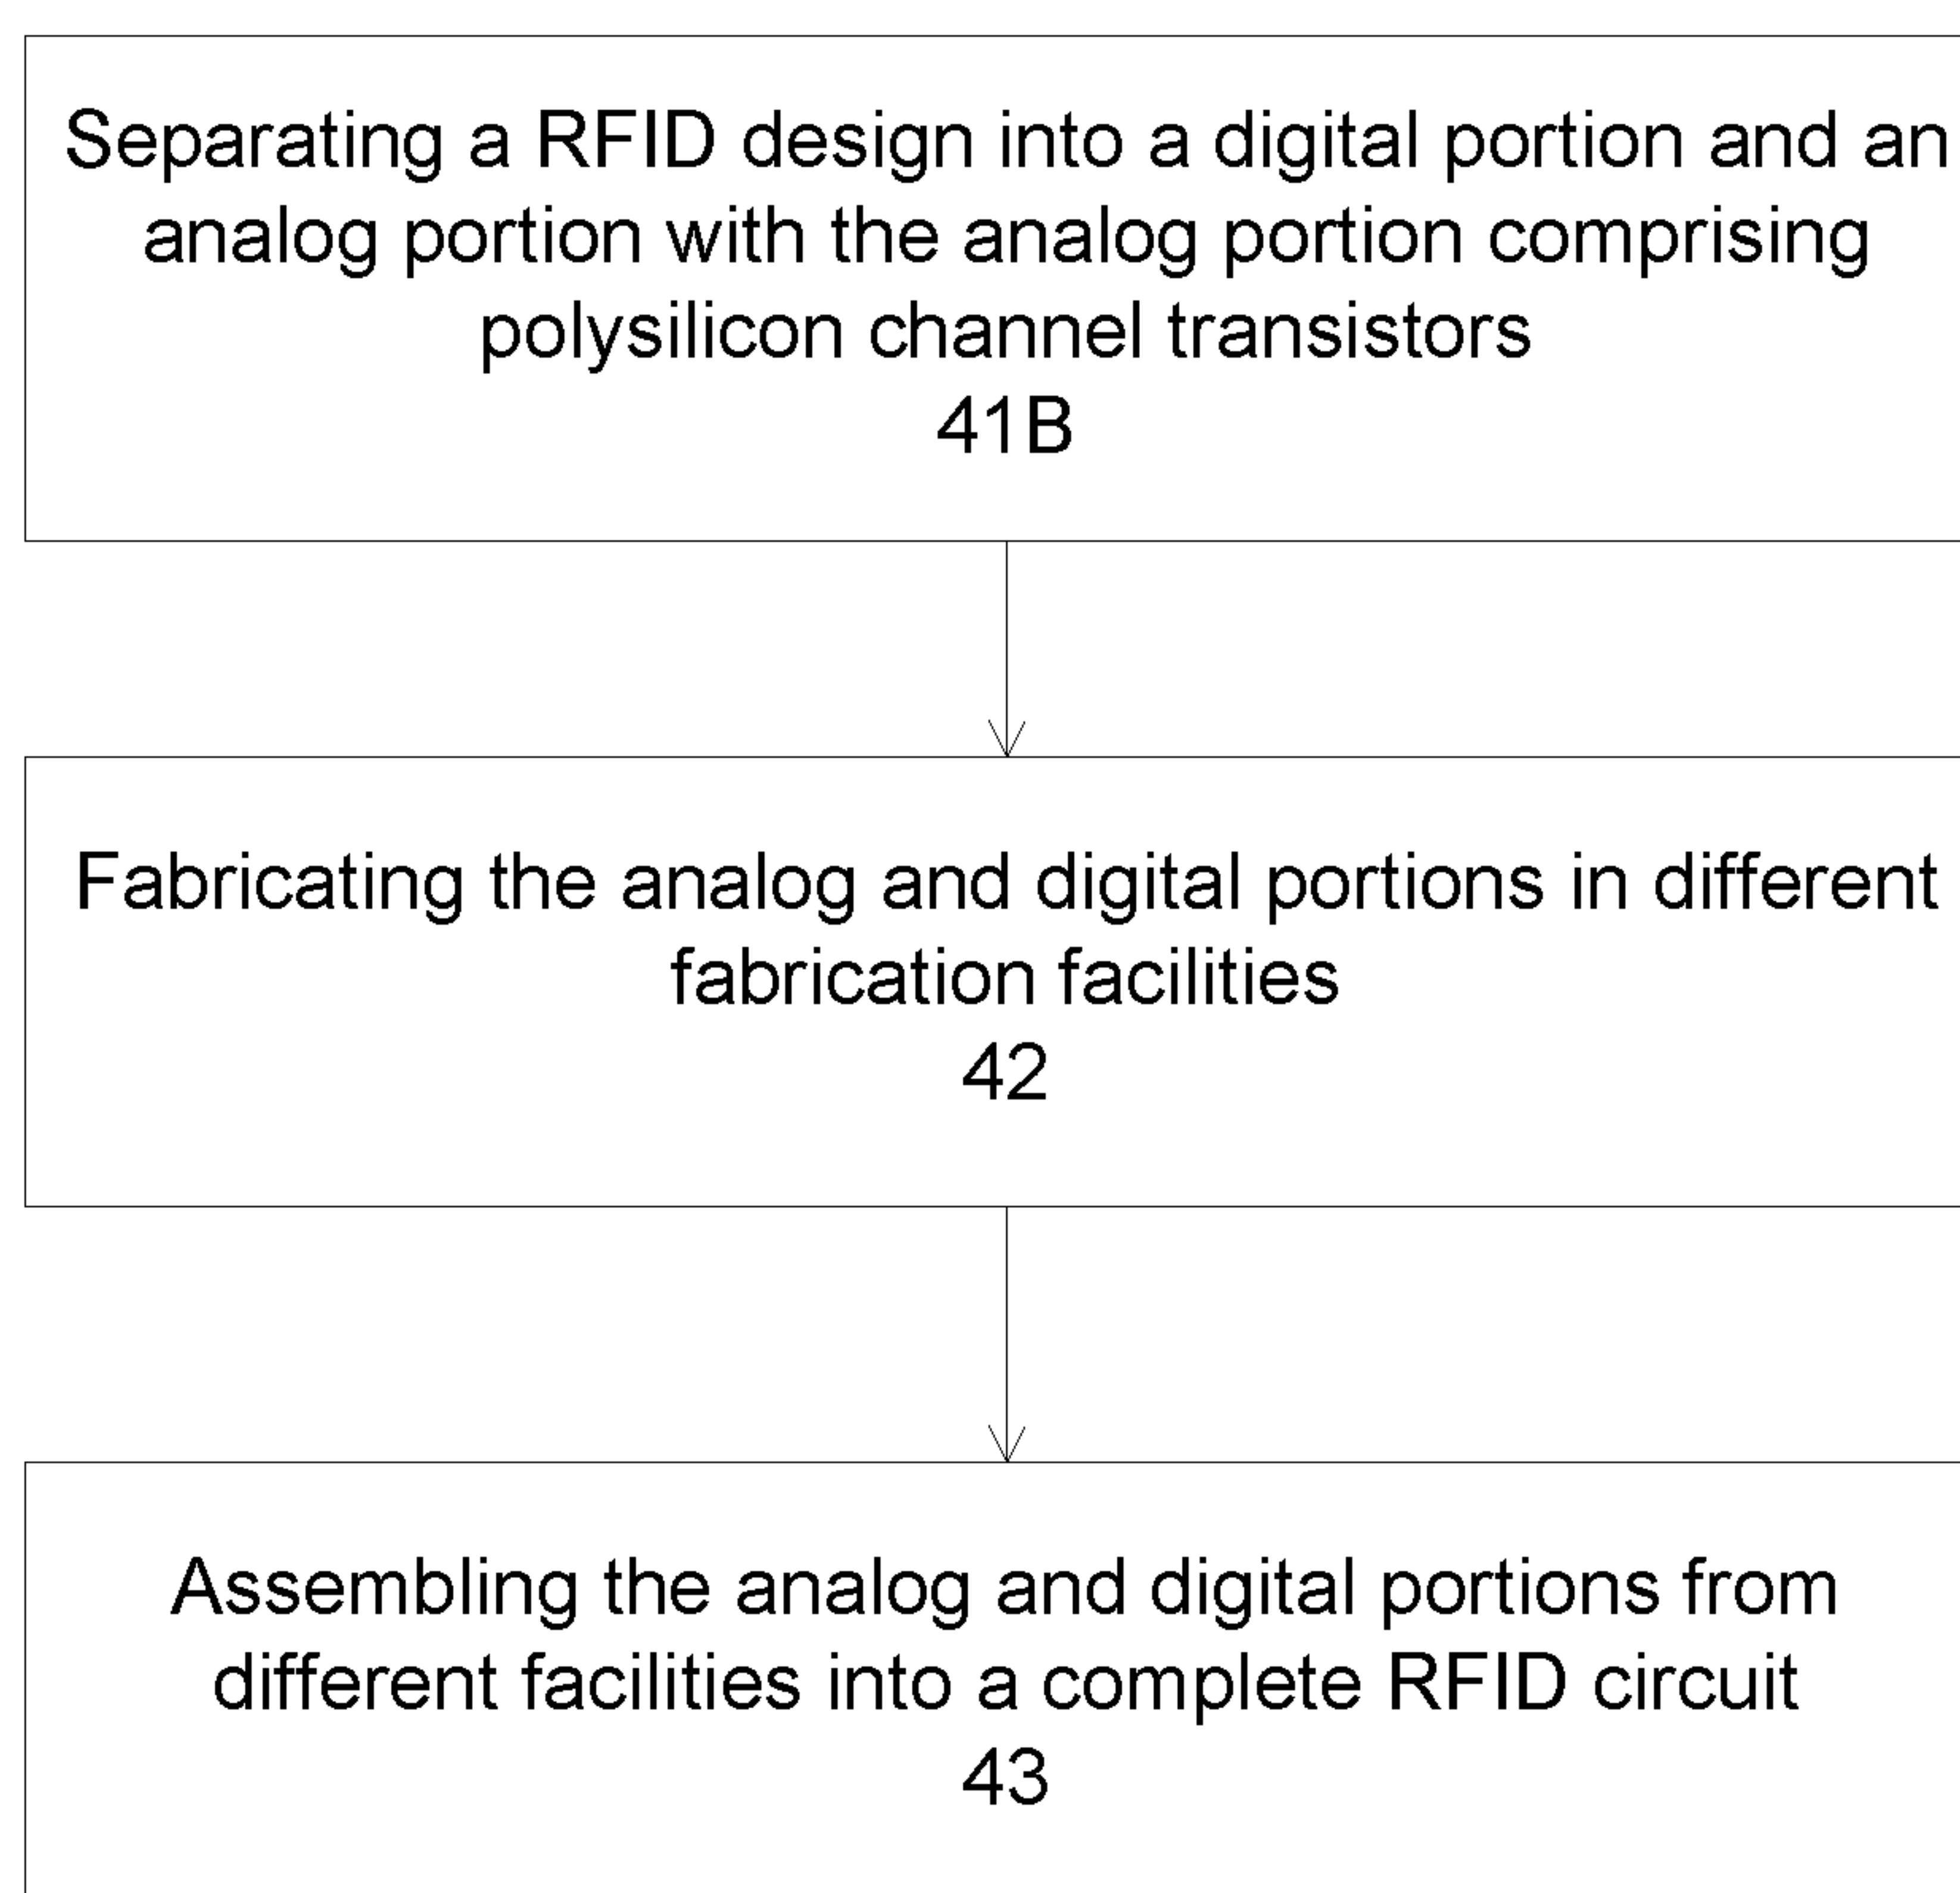 Separating a RFID design into a digital portion and an
analog portion with the analog portion comprising
polysilicon channel transistors
41B
Fabricating the analog and digital portions in different
fabrication facilities
42
Assembling the analog and digital portions from
different facilities into a complete RFID circuit
43